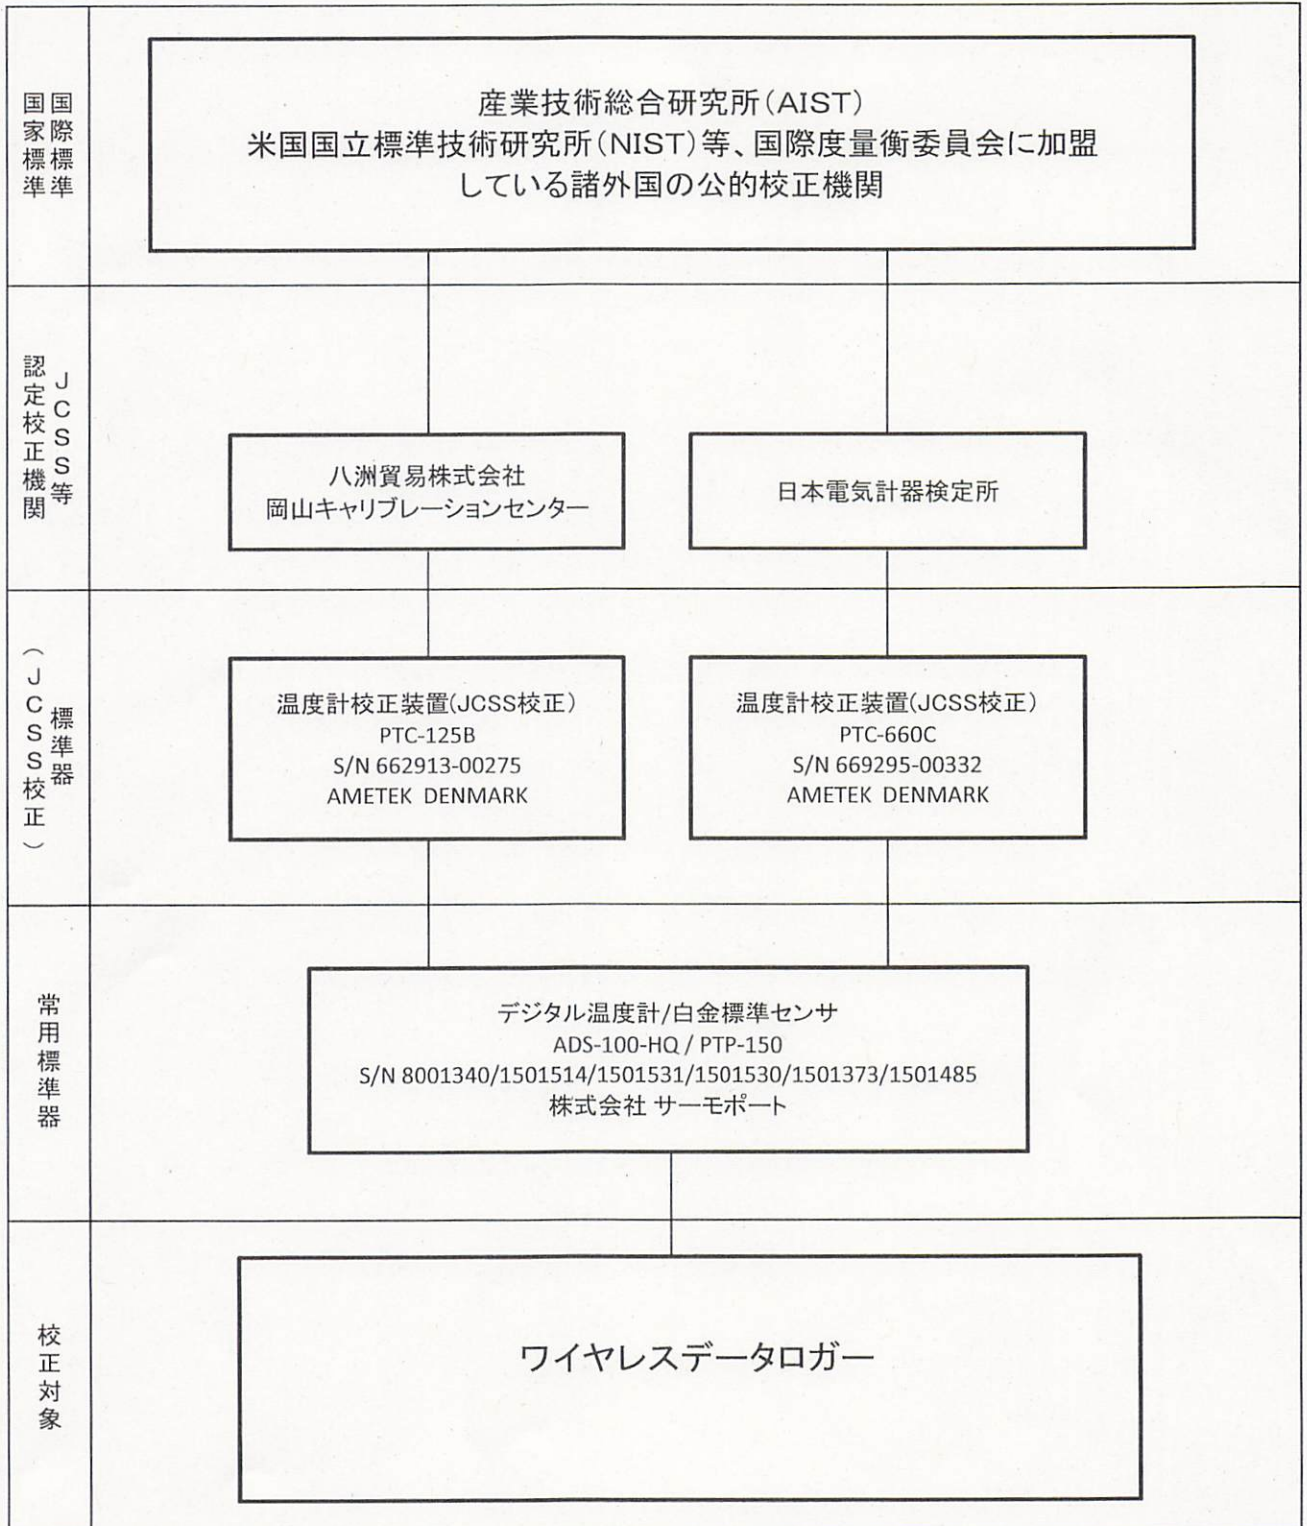 国際標準
国家標準
産業技術総合研究所(AIST)
米国国立標準技術研究所(NIST)等、国際度量衡委員会に加盟
している諸外国の公的校正機関
JCSS等
認定校正機関
八洲貿易株式会社
岡山キャリブレーションセンター
日本電気計器検定所
標準器
(JCSS校正)
温度計校正装置(JCSS校正)
PTC-125B
S/N 662913-00275
AMETEK DENMARK
温度計校正装置(JCSS校正)
PTC-660C
S/N 669295-00332
AMETEK DENMARK
常用標準器
デジタル温度計/白金標準センサ
ADS-100-HQ / PTP-150
S/N 8001340/1501514/1501531/1501530/1501373/1501485
株式会社 サーモポート
校正対象
ワイヤレスデータロガー